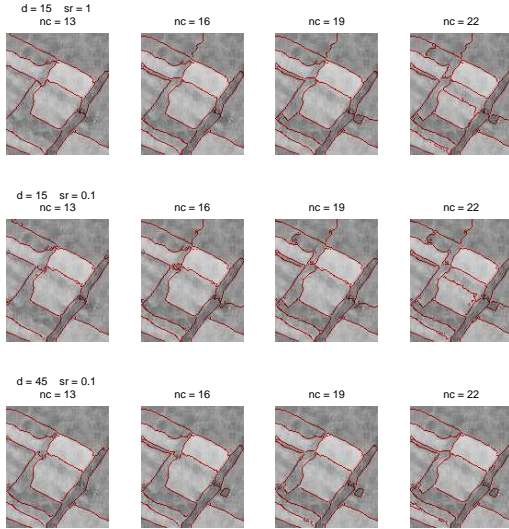 d = 15 sr = 1
nc = 13 nc = 16 nc = 19 nc = 22
d = 15 sr = 0.1
nc = 13 nc = 16 nc = 19 nc = 22
d = 45 sr = 0.1
nc = 13 nc = 16 nc = 19 nc = 22